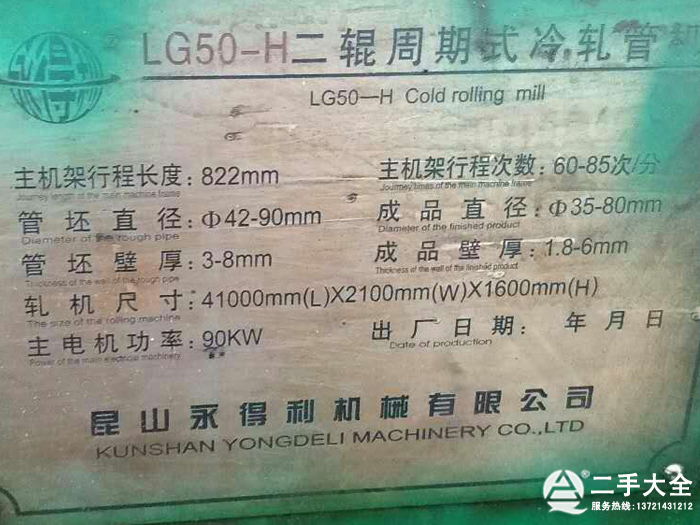 LG50-H二辊周期式冷轧管机
LG50—H Cold rolling mill
主机架行程长度:822mm
Journey length of the main machine frame
主机架行程次数:60-85次/分
Journey times of the main machine frame
管坯直径:Φ42-90mm
Diameter of the rough pipe
成品直径:Φ35-80mm
Diameter of the finished product
管坯壁厚:3-8mm
Thickness of the wall of the rough pipe
成品壁厚:1.8-6mm
Thickness of the wall of the finished product
轧机尺寸:41000mm(L)X2100mm(W)X1600mm(H)
The size of the rolling machine
主电机功率:90KW
Power of the main electrical machinery
出厂日期: 年 月 日
Date of production
昆山永得利机械有限公司
KUNSHAN YONGDELI MACHINERY CO.,LTD
二手大全
服务热线:13721431212